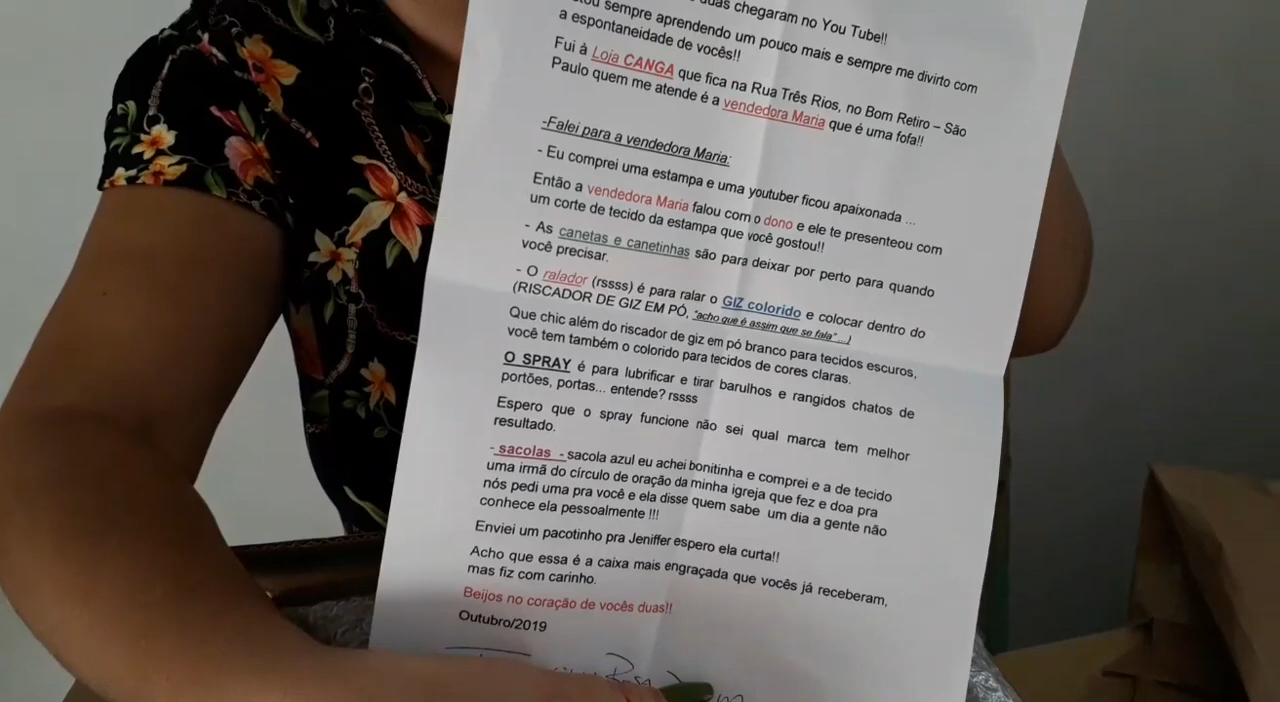 duas chegaram no You Tube!!
sempre aprendendo um pouco mais e sempre me divirto com
a espontaneidade de vocês!!
Fui à Loja CANGA que fica na Rua Três Rios, no Bom Retiro – São
Paulo quem me atende é a vendedora Maria que é uma fofa!!
-Falei para a vendedora Maria:
- Eu comprei uma estampa e uma youtuber ficou apaixonada ...
Então a vendedora Maria falou com o dono e ele te presenteou com
um corte de tecido da estampa que você gostou!!
- As canetas e canetinhas são para deixar por perto para quando
você precisar.
- O ralador (rssss) é para ralar o GIZ colorido e colocar dentro do
(RISCADOR DE GIZ EM PÓ, "acho que é assim que se fala"...)
Que chic além do riscador de giz em pó branco para tecidos escuros,
você tem também o colorido para tecidos de cores claras.
O SPRAY é para lubrificar e tirar barulhos e rangidos chatos de
portões, portas... entende? rssss
Espero que o spray funcione não sei qual marca tem melhor
resultado.
- sacolas - sacola azul eu achei bonitinha e comprei e a de tecido
uma irmã do círculo de oração da minha igreja que fez e doa pra
nós pedi uma pra você e ela disse quem sabe um dia a gente não
conhece ela pessoalmente !!!
Enviei um pacotinho pra Jeniffer espero ela curta!!
Acho que essa é a caixa mais engraçada que vocês já receberam,
mas fiz com carinho.
Beijos no coração de vocês duas!!
Outubro/2019